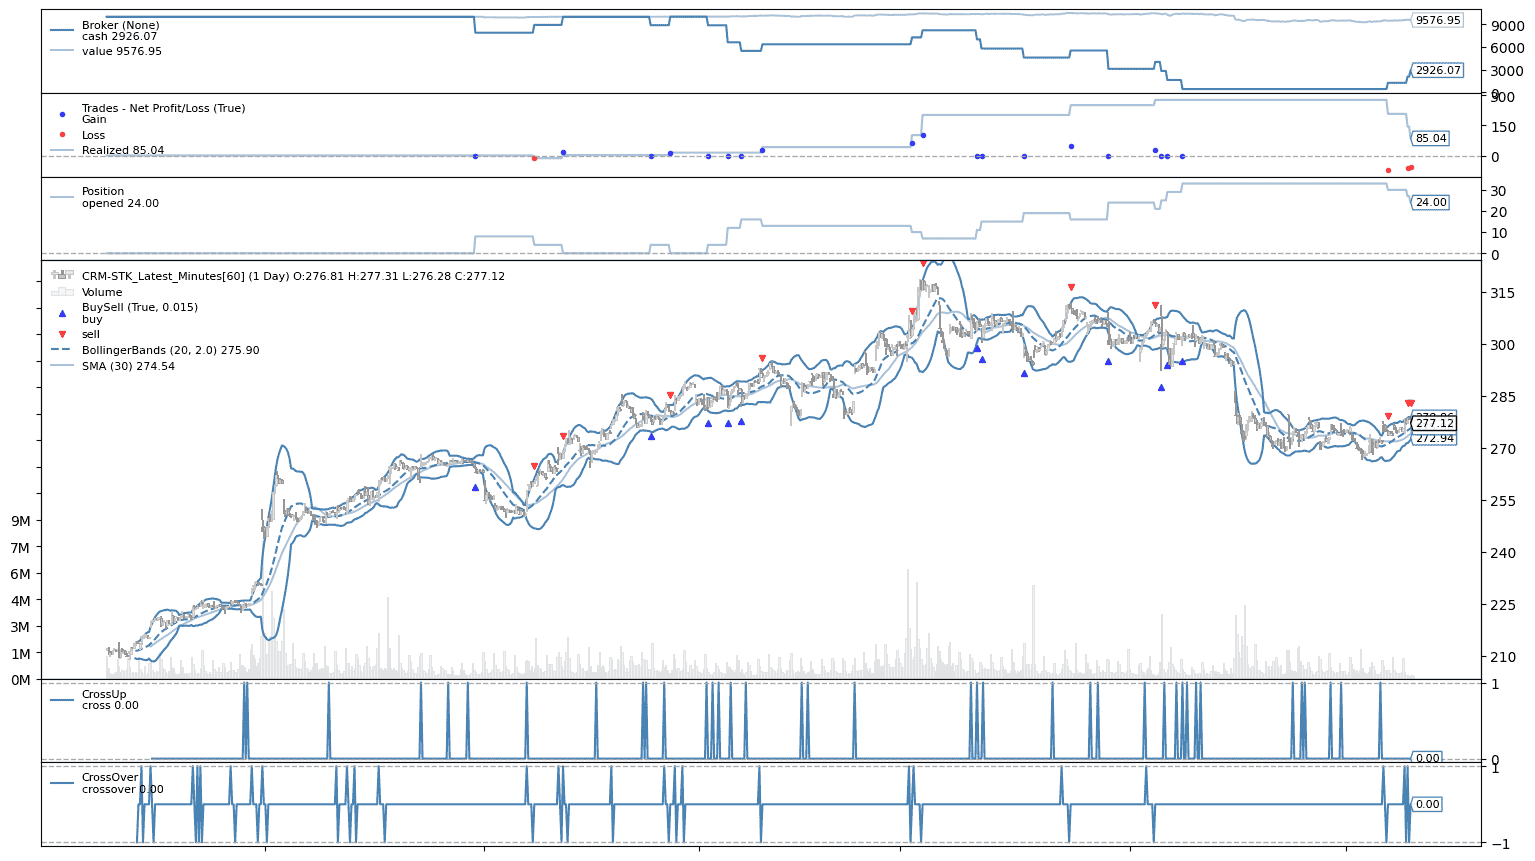 Broker (None)
cash 2926.07
value 9576.95
9576.95
9000
6000
3000
2926.07
0
Trades - Net Profit/Loss (True)
Gain
Loss
Realized 85.04
300
150
85.04
0
Position
opened 24.00
30
20
24.00
10
0
CRM-STK_Latest_Minutes[60] (1 Day) O:276.81 H:277.31 L:276.28 C:277.12
Volume
BuySell (True, 0.015)
buy
sell
BollingerBands (20, 2.0) 275.90
SMA (30) 274.54
315
300
285
277.12
272.94
270
255
240
225
210
9M
7M
6M
4M
3M
1M
0M
CrossUp
cross 0.00
1
0.00
0
CrossOver
crossover 0.00
1
0.00
−1